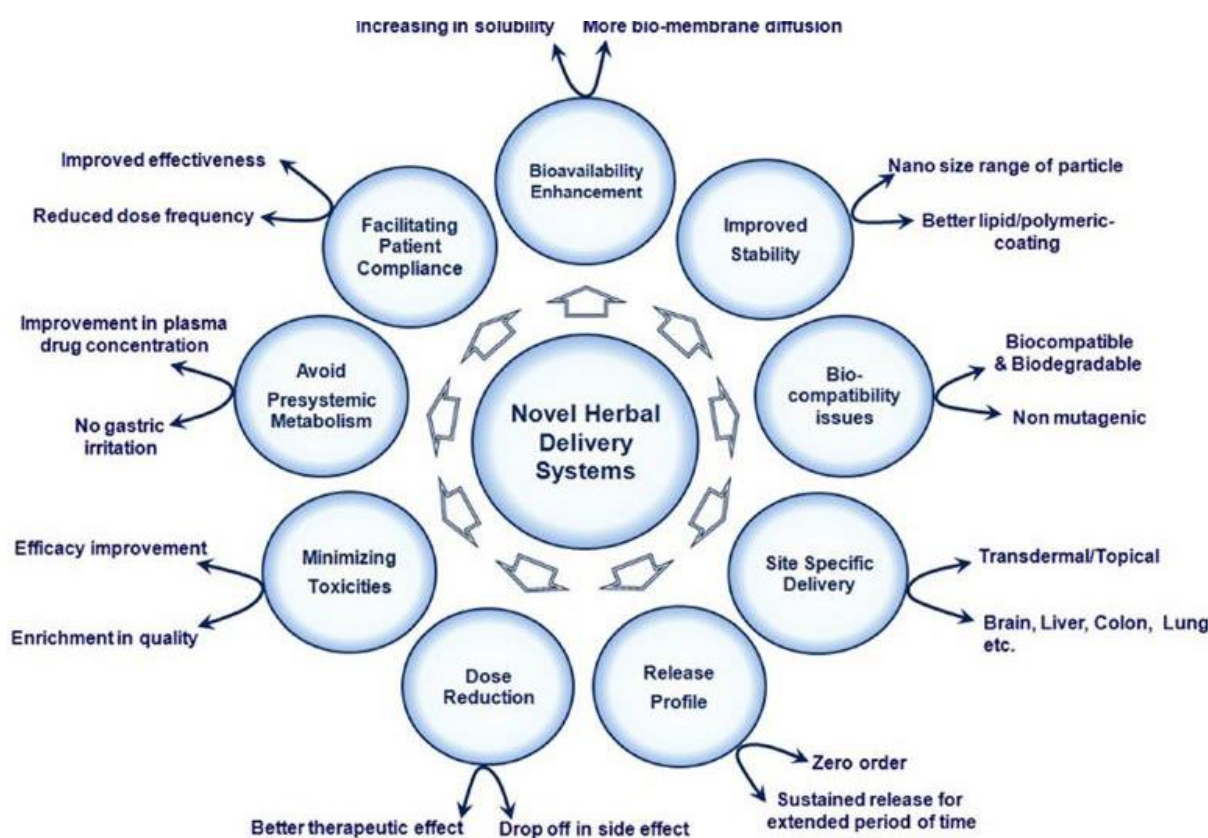 Increasing in solubility
More bio-membrane diffusion
Bioavailability
Enhancement
Improved effectiveness
Reduced dose frequency
Facilitating
Patient
Compliance
Improved
Stability
Nano size range of particle
Better lipid/polymeric-
coating
Improvement in plasma
drug concentration
No gastric
irritation
Avoid
Presystemic
Metabolism
Novel Herbal
Delivery
Systems
Bio-
compatibility
issues
Biocompatible
& Biodegradable
Non mutagenic
Efficacy improvement
Enrichment in quality
Minimizing
Toxicities
Site Specific
Delivery
Transdermal/Topical
Brain, Liver, Colon, Lung
etc.
Dose
Reduction
Release
Profile
Better therapeutic effect
Drop off in side effect
Zero order
Sustained release for
extended period of time